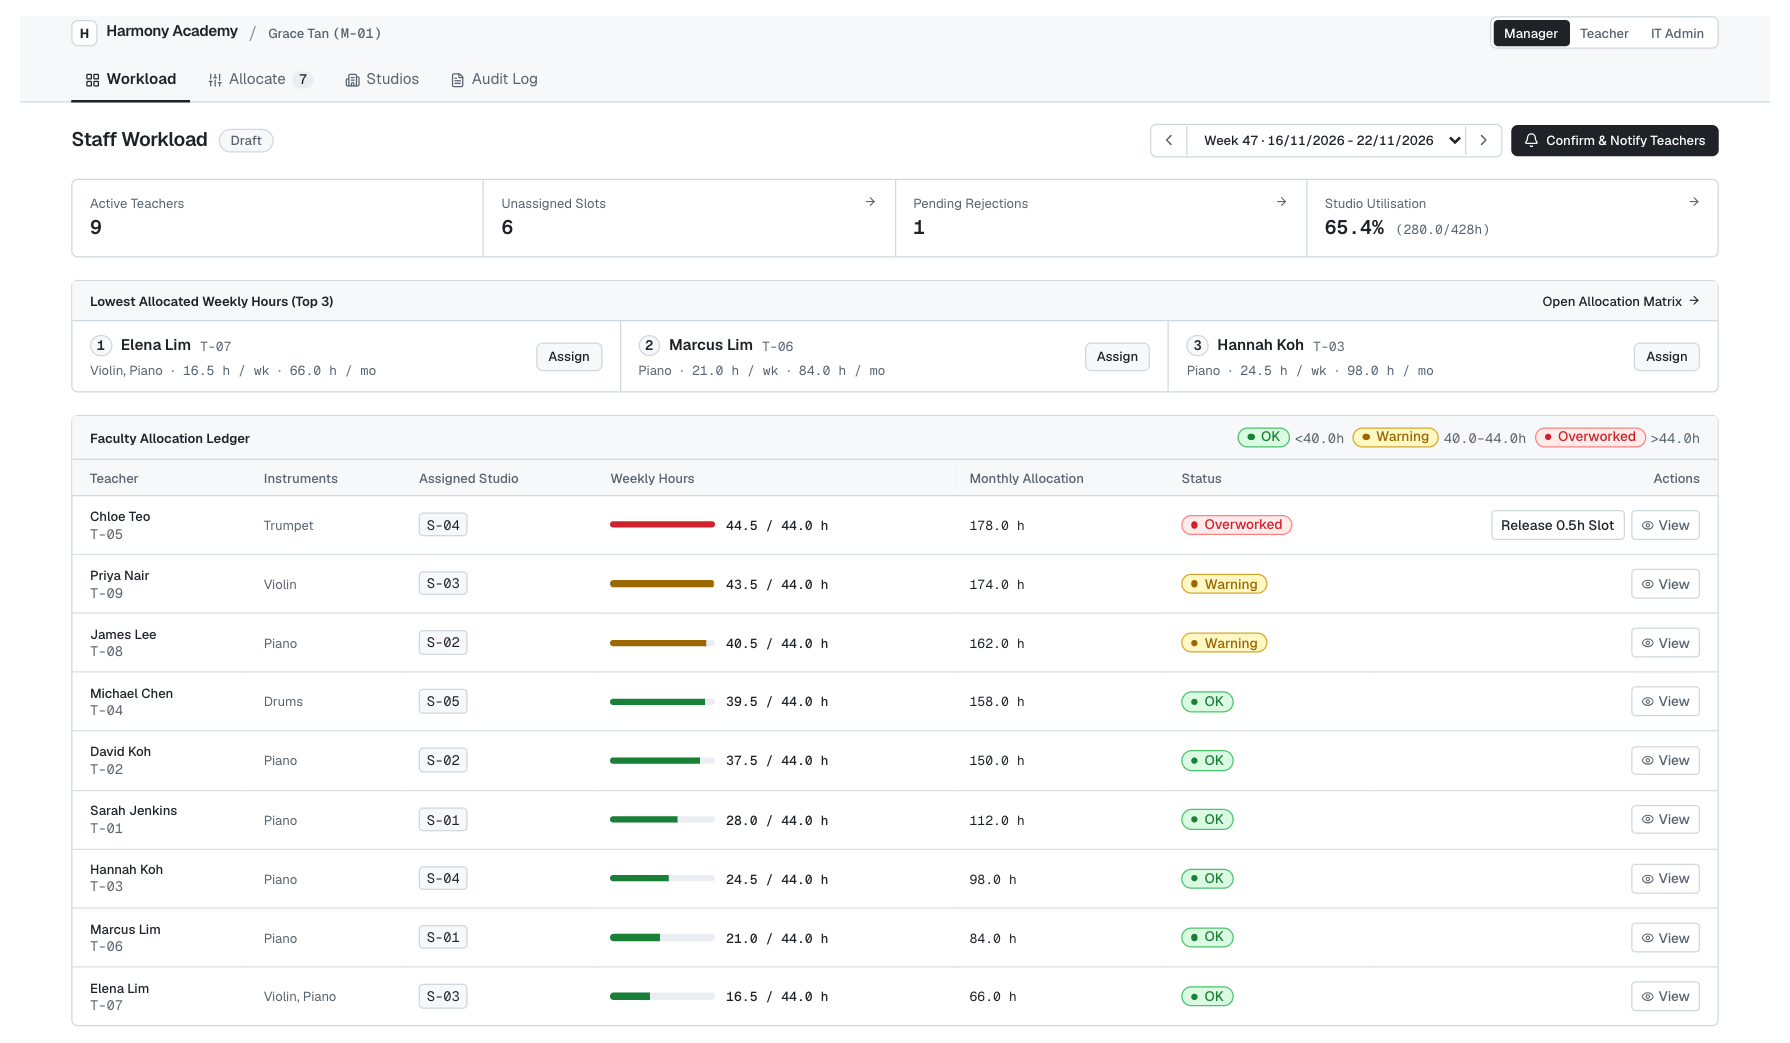 H Harmony Academy / Grace Tan (M-01)
Manager Teacher IT Admin
Workload Allocate 7 Studios Audit Log
Staff Workload Draft
Week 47 · 16/11/2026 - 22/11/2026 Confirm & Notify Teachers
Active Teachers
9
Unassigned Slots
6
Pending Rejections
1
Studio Utilisation
65.4% (280.0/428h)
Lowest Allocated Weekly Hours (Top 3) Open Allocation Matrix
1 Elena Lim T-07
Violin, Piano · 16.5 h / wk · 66.0 h / mo
Assign
2 Marcus Lim T-06
Piano · 21.0 h / wk · 84.0 h / mo
Assign
3 Hannah Koh T-03
Piano · 24.5 h / wk · 98.0 h / mo
Assign
Faculty Allocation Ledger OK <40.0h Warning 40.0–44.0h Overworked >44.0h
Teacher Instruments Assigned Studio Weekly Hours Monthly Allocation Status Actions
Chloe Teo
T-05
Trumpet S-04 44.5 / 44.0 h 178.0 h Overworked Release 0.5h Slot View
Priya Nair
T-09
Violin S-03 43.5 / 44.0 h 174.0 h Warning View
James Lee
T-08
Piano S-02 40.5 / 44.0 h 162.0 h Warning View
Michael Chen
T-04
Drums S-05 39.5 / 44.0 h 158.0 h OK View
David Koh
T-02
Piano S-02 37.5 / 44.0 h 150.0 h OK View
Sarah Jenkins
T-01
Piano S-01 28.0 / 44.0 h 112.0 h OK View
Hannah Koh
T-03
Piano S-04 24.5 / 44.0 h 98.0 h OK View
Marcus Lim
T-06
Piano S-01 21.0 / 44.0 h 84.0 h OK View
Elena Lim
T-07
Violin, Piano S-03 16.5 / 44.0 h 66.0 h OK View